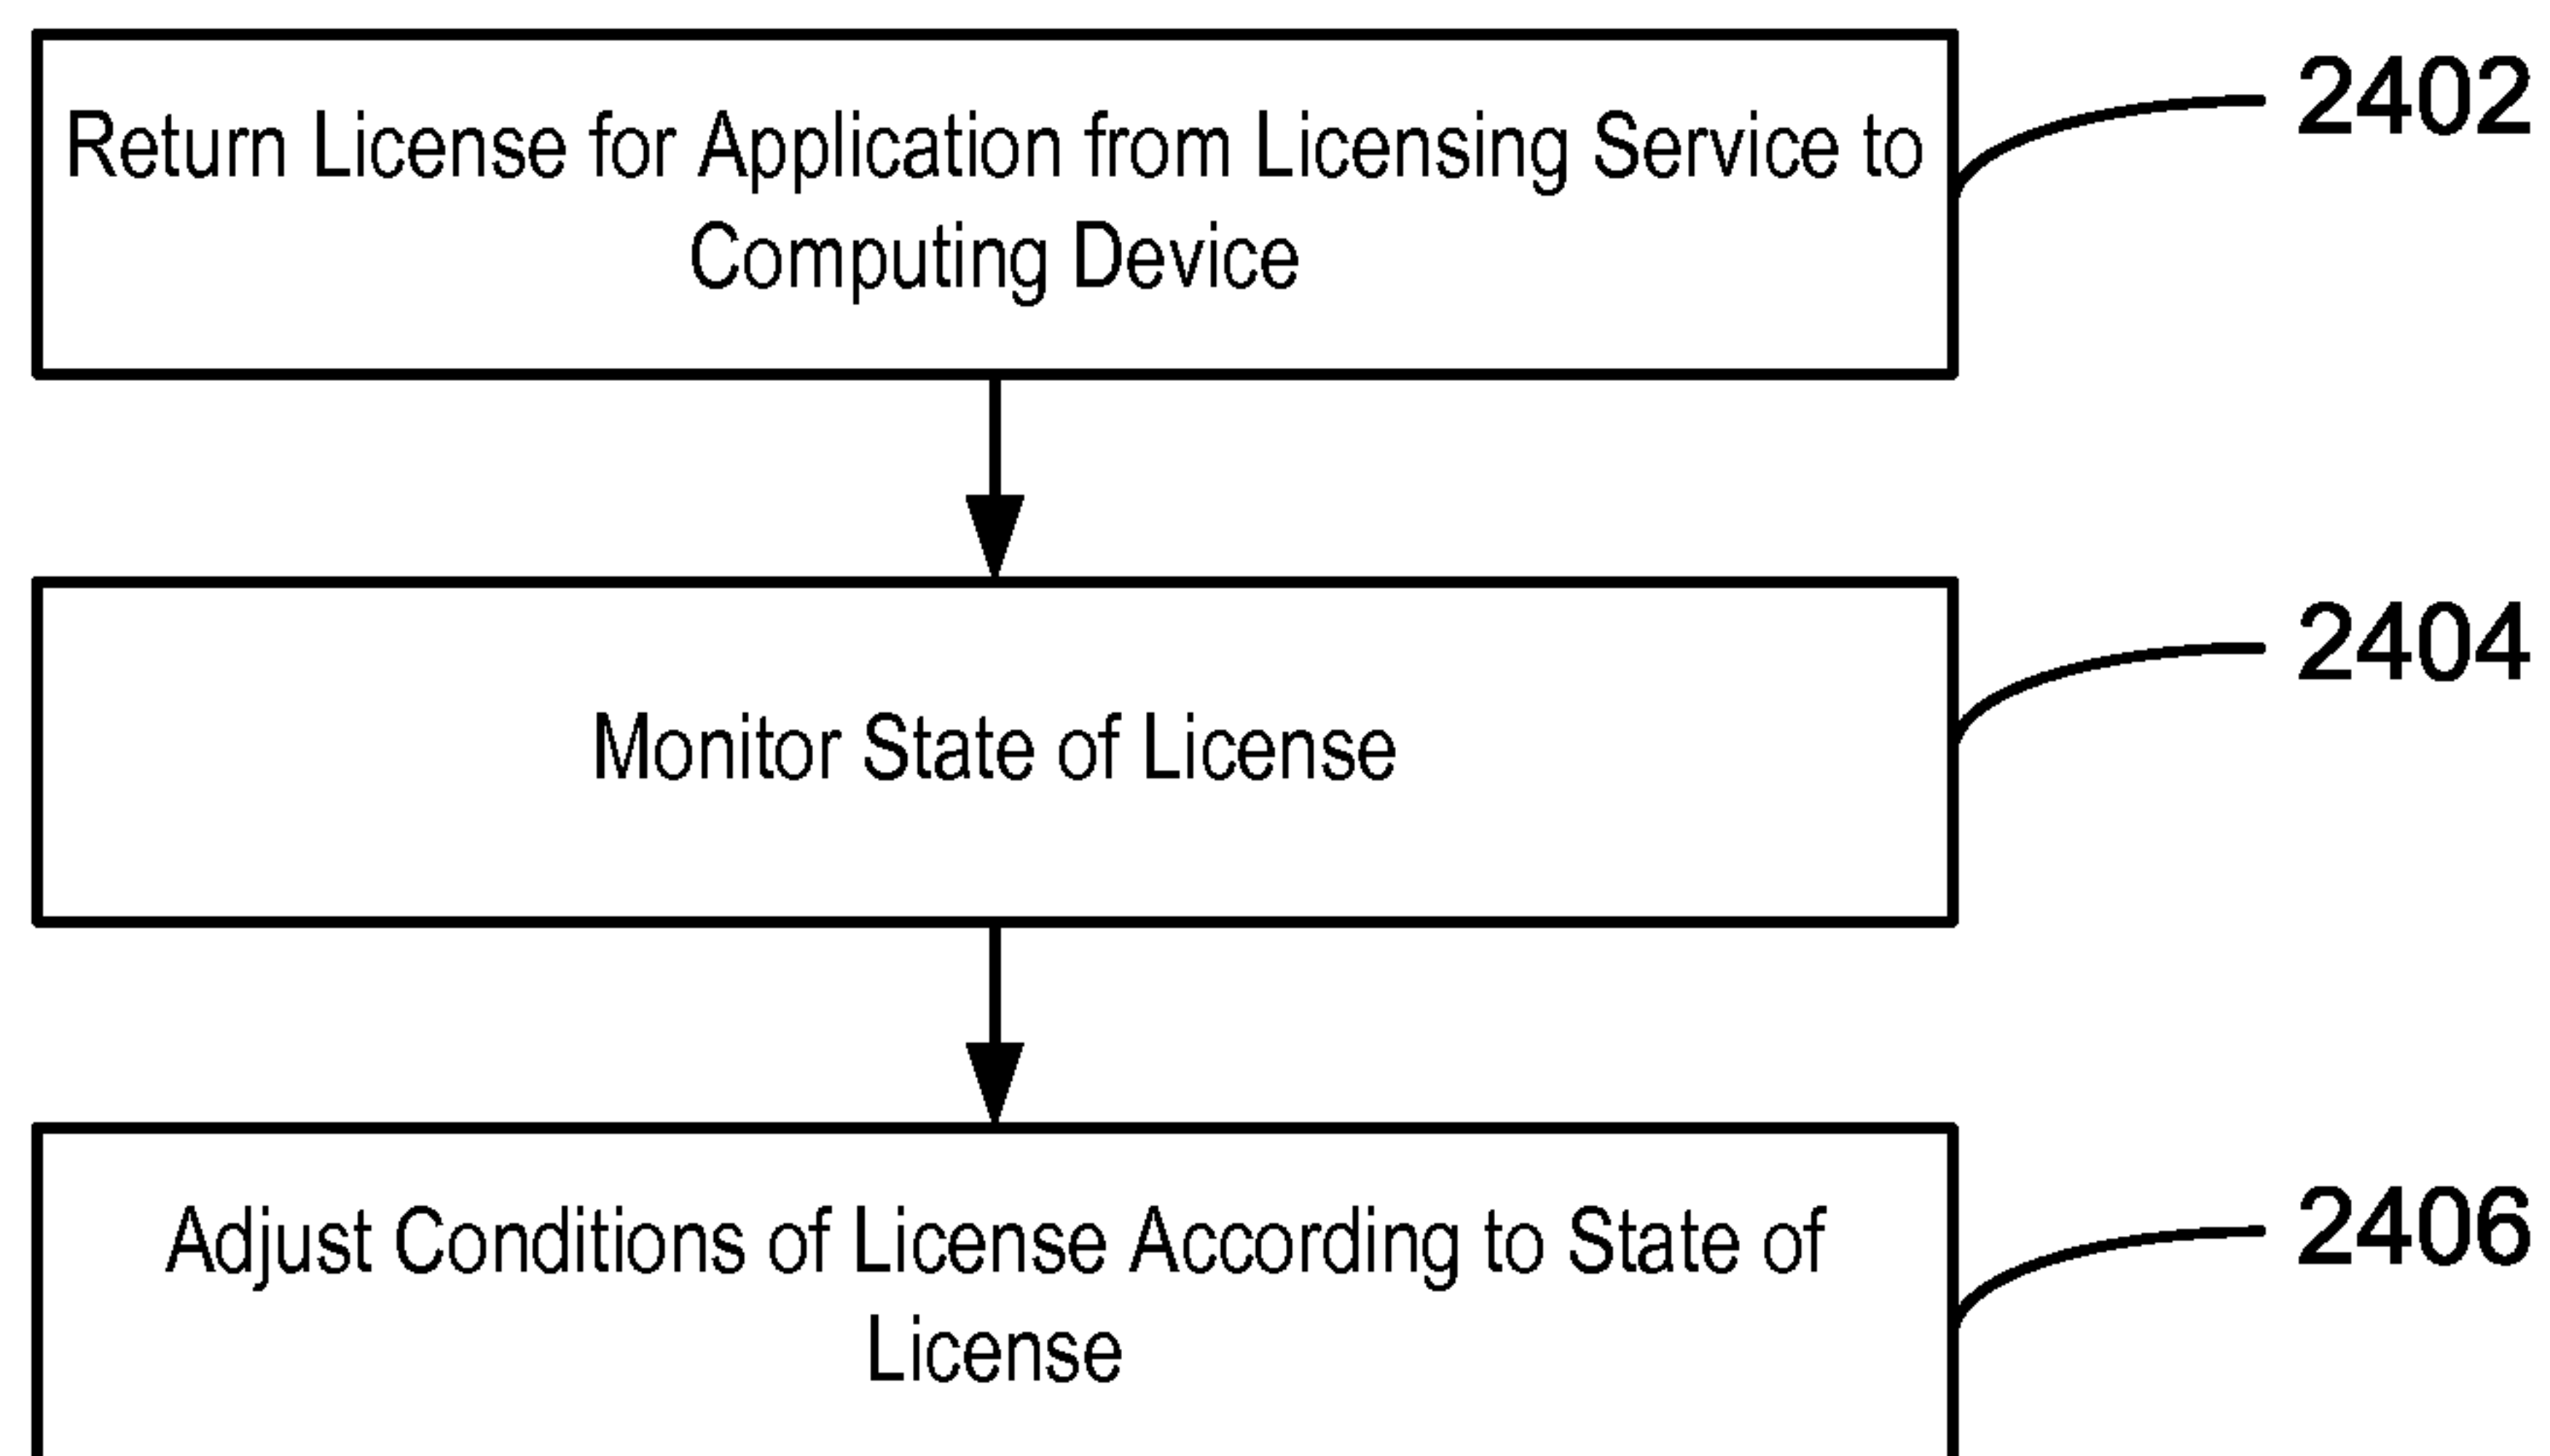 Return License for Application from Licensing Service to
Computing Device
2402
Monitor State of License
2404
Adjust Conditions of License According to State of
License
2406